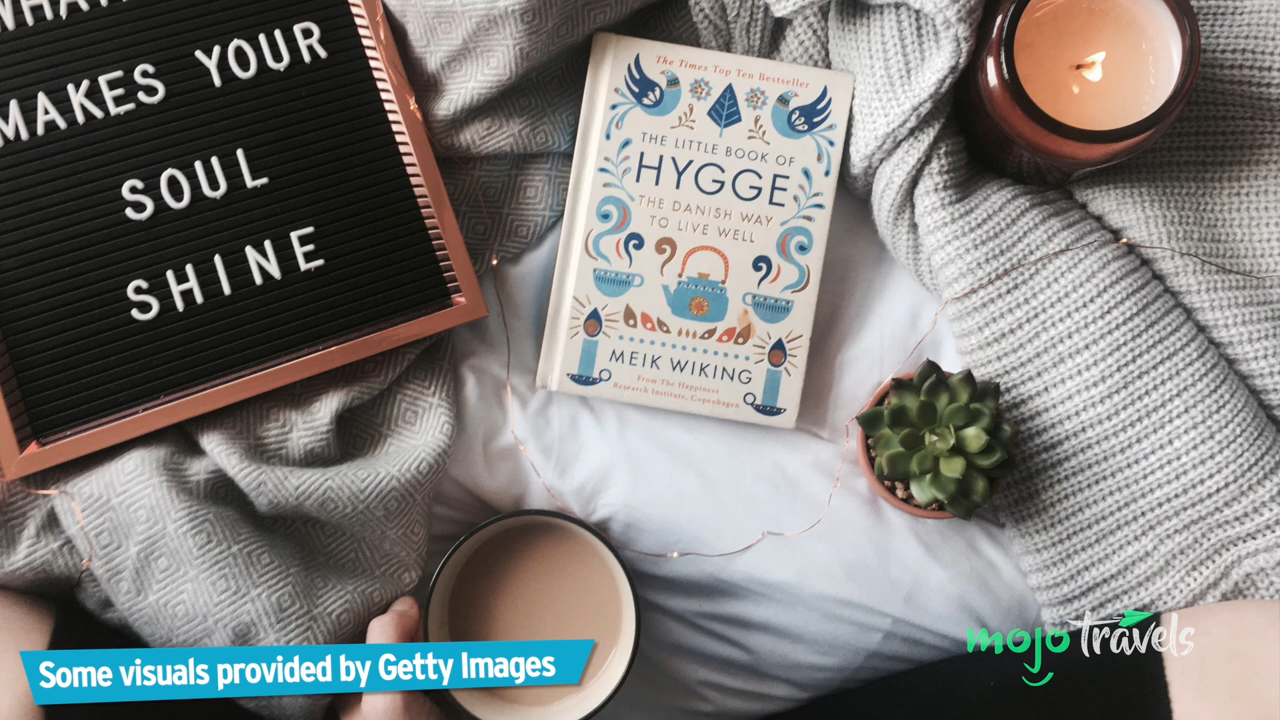 MAKES YOUR
SOUL
SHINE
The Times Top Ten Bestseller
THE LITTLE BOOK OF
HYGGE
THE DANISH WAY
TO LIVE WELL
MEIK WIKING
From The Happiness
Research Institute, Copenhagen
Some visuals provided by Getty Images
mojo travels